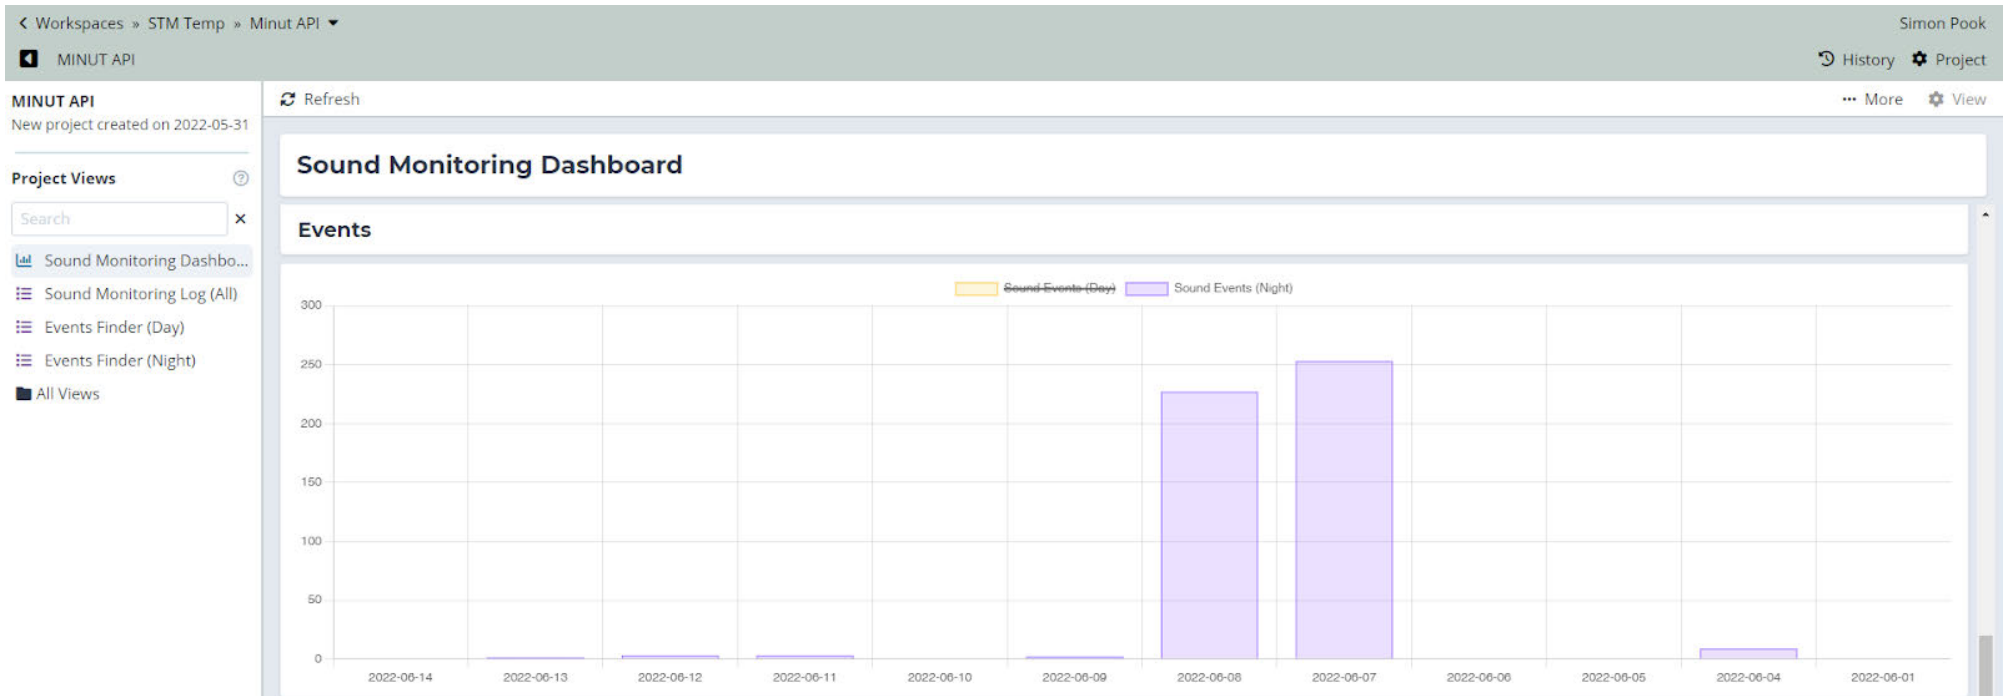 Workspaces » STM Temp » Minut API
Simon Pook
MINUT API
History Project
MINUT API
New project created on 2022-05-31
Project Views
Search
Sound Monitoring Dashbo...
Sound Monitoring Log (All)
Events Finder (Day)
Events Finder (Night)
All Views
Refresh
More View
Sound Monitoring Dashboard
Events
Sound Events (Day) Sound Events (Night)
300
250
200
150
100
50
0
2022-06-14 2022-06-13 2022-06-12 2022-06-11 2022-06-10 2022-06-09 2022-06-08 2022-06-07 2022-06-06 2022-06-05 2022-06-04 2022-06-01